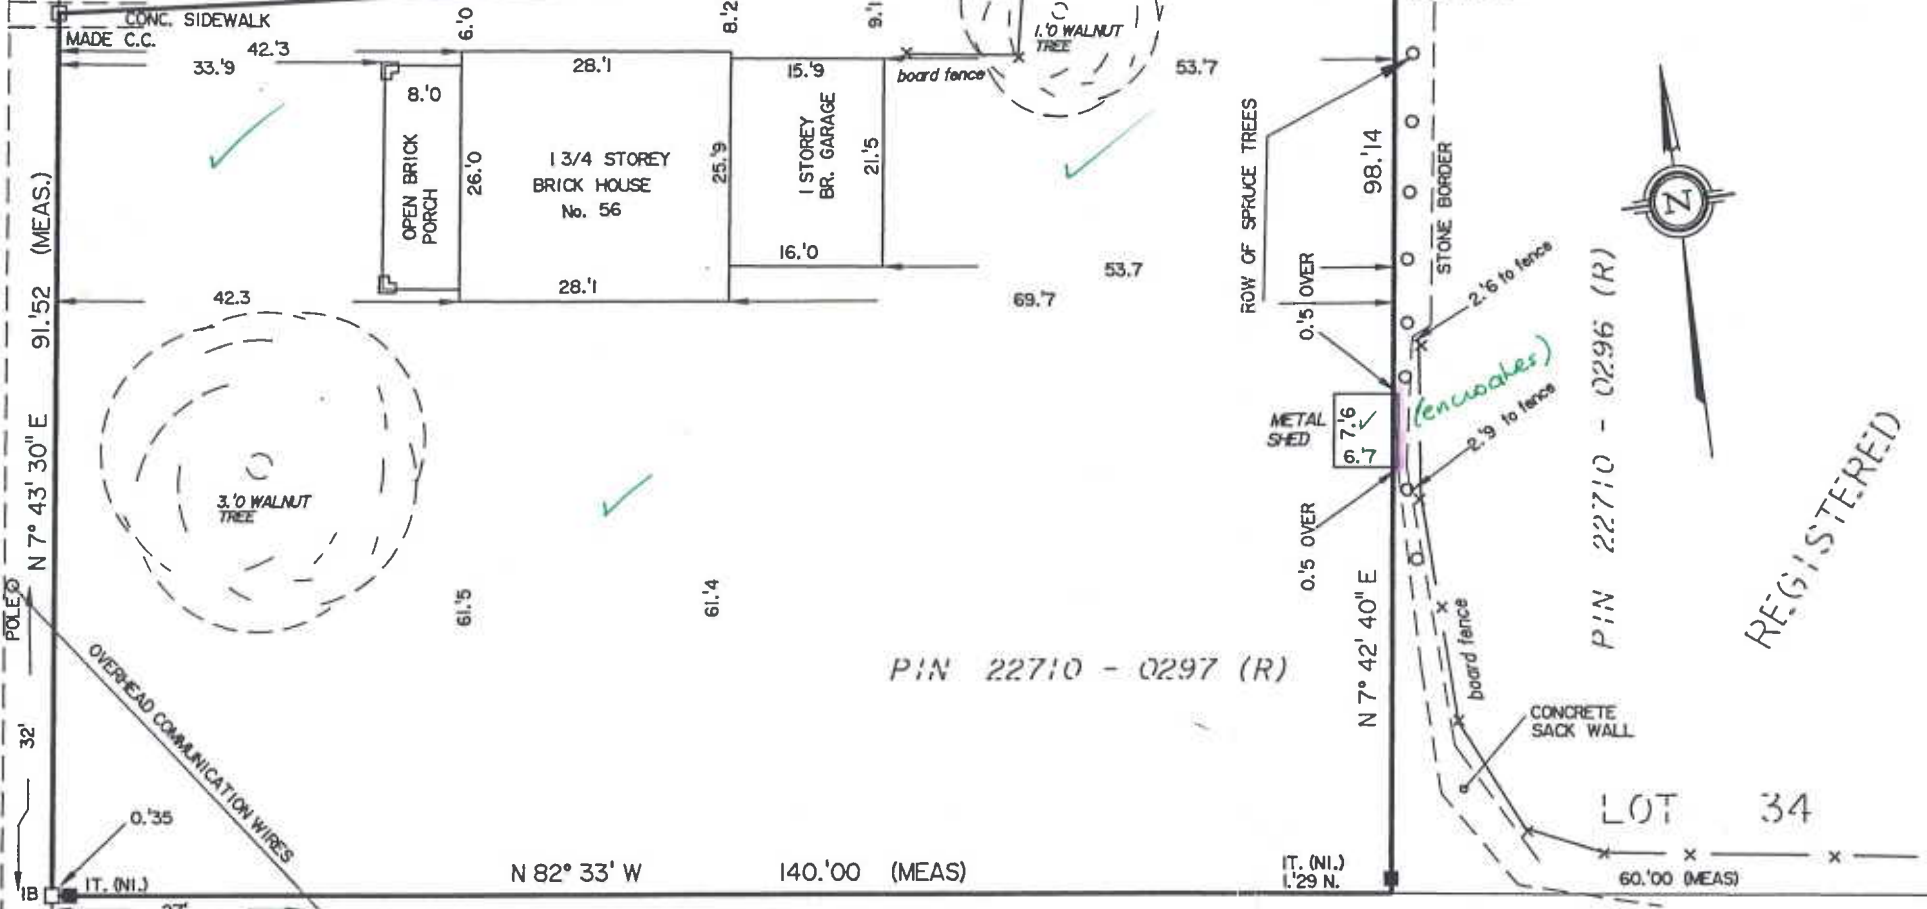 CONC. SIDEWALK
MADE C.C.
42.'3
33.'9
6.'0
8.'2
9.'1
28.'1
15.'9
board fence
1.'0 WALNUT
TREE
53.'7
8.'0
OPEN BRICK
PORCH
26.'0
1 3/4 STOREY
BRICK HOUSE
No. 56
25.'9
1 STOREY
BR. GARAGE
21.'5
16.'0
28.'1
42.'3
53.'7
69.'7
ROW OF SPRUCE TREES
98.'14
STONE BORDER
N
0.'5 OVER
2.'6 to fence
(encroaches)
2.'9 to fence
METAL
SHED
7.'6
6.'7
0.'5 OVER
N 7° 43' 30" E 91.'52 (MEAS.)
3.'0 WALNUT
TREE
61.'5
61.'4
POLE
OVERHEAD COMMUNICATION WIRES
32'
PIN 22710 - 0297 (R)
N 7° 42' 40" E
board fence
PIN 22710 - 0296 (R)
REGISTERED
CONCRETE
SACK WALL
LOT 34
0.'35
IB
IT. (NI.)
N 82° 33' W 140.'00 (MEAS)
IT. (NI.)
1.'29 N.
60.'00 (MEAS)